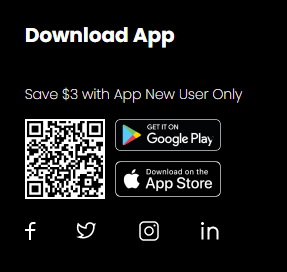 Download App
Save $3 with App New User Only
GET IT ON
Google Play
Download on the
App Store